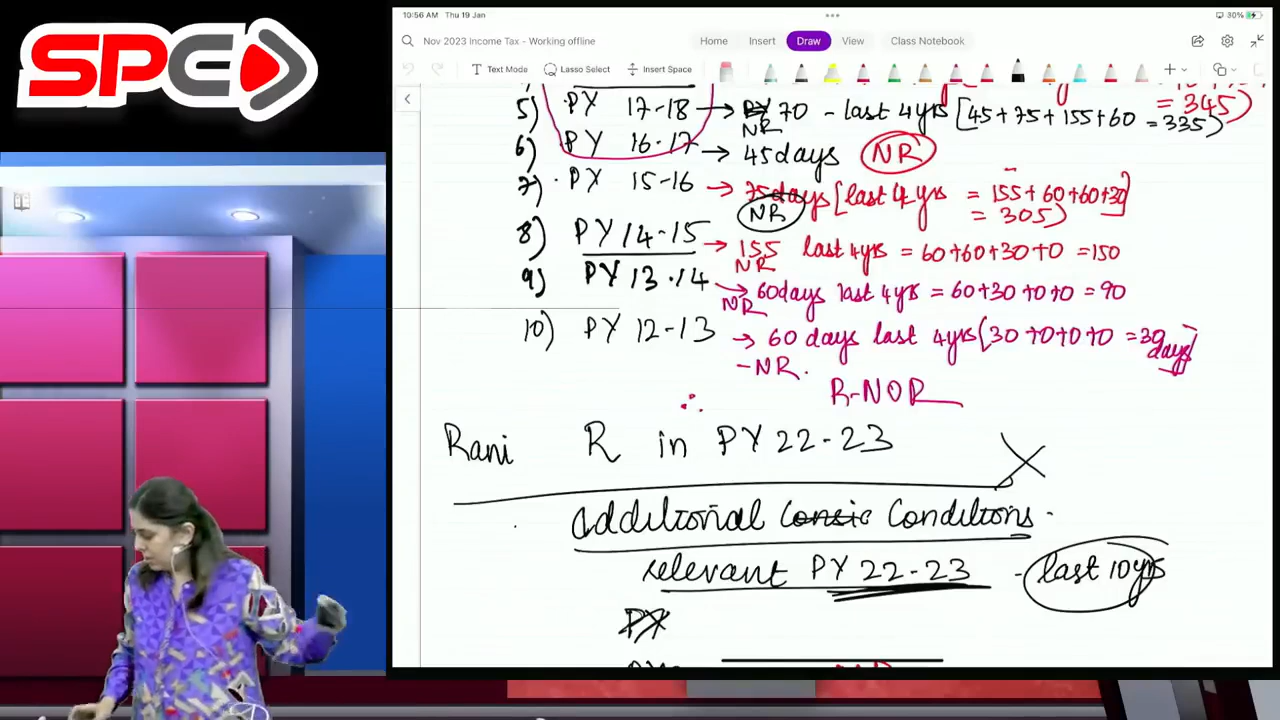 SPC
10:56 AM Thu 19 Jan
30%
Nov 2023 Income Tax - Working offline
Home Insert Draw View Class Notebook
Text Mode Lasso Select Insert Space
= 345)
5) PY 17-18 → 70 - last 4yrs [45+75+155+60 = 335)
NR
6) PY 16-17 → 45days NR
7) PY 15-16 → 75days [last 4yrs = 155+60+60+30]
NR = 305)
8) PY 14-15 → 155 last 4yrs = 60+60+30+0 =150
NR
9) PY 13-14 → 60days last 4yrs = 60+30+0+0 = 90
NR
10) PY 12-13 → 60 days last 4yrs (30+0+0+0 = 30 days]
-NR.
∴ R-NOR
Rani R in PY 22-23
additional Conditions
relevant PY 22-23 - last 10yrs
PY